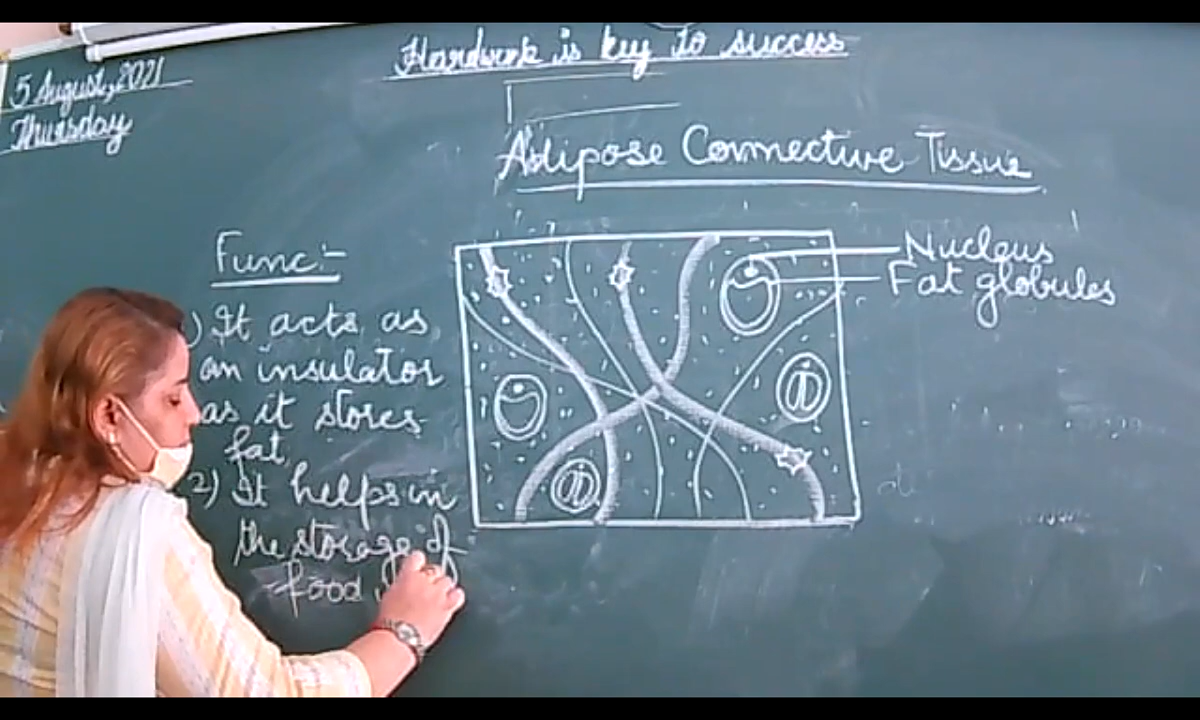 Hardwork is key to success
5 August, 2021
Thursday
Adipose Connective Tissue
Func:-
) It acts as
an insulator
as it stores
fat
2) It helps in
the storage of
food
Nucleus
Fat globules